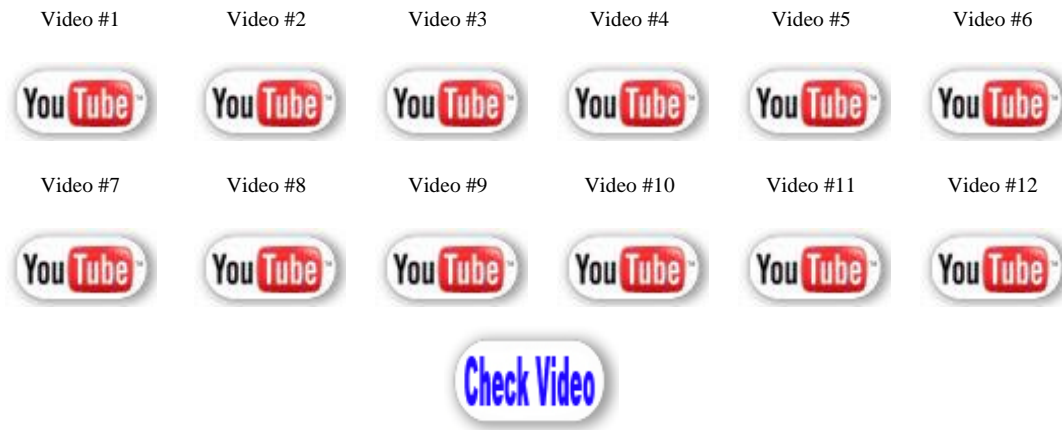 Video #1 Video #2 Video #3 Video #4 Video #5 Video #6
You Tube You Tube You Tube You Tube You Tube You Tube
Video #7 Video #8 Video #9 Video #10 Video #11 Video #12
You Tube You Tube You Tube You Tube You Tube You Tube
Check Video